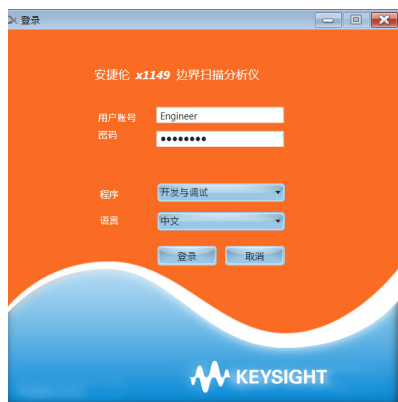 登录
安捷伦 x1149 边界扫描分析仪
用户账号 Engineer
密码 ••••••••
程序 开发与调试
语言 中文
登录 取消
KEYSIGHT